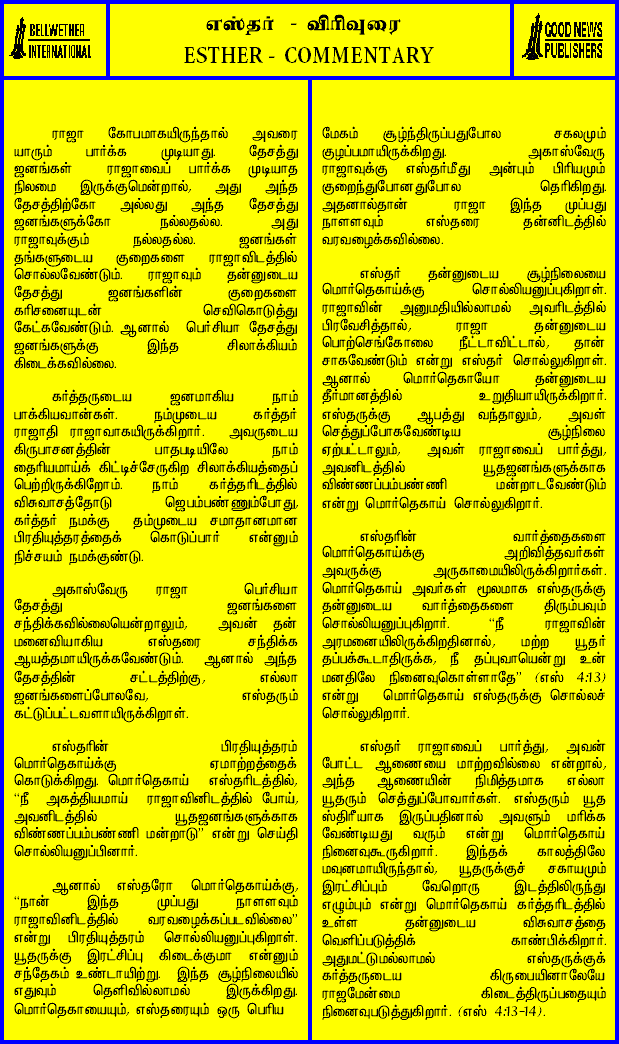 BELLWETHER
INTERNATIONAL
எஸ்தர் - விரிவுரை
ESTHER - COMMENTARY
GOOD NEWS
PUBLISHERS
ராஜா கோபமாகயிருந்தால் அவரை
யாரும் பார்க்க முடியாது. தேசத்து
ஜனங்கள் ராஜாவைப் பார்க்க முடியாத
நிலமை இருக்குமென்றால், அது அந்த
தேசத்திற்கோ அல்லது அந்த தேசத்து
ஜனங்களுக்கோ நல்லதல்ல. அது
ராஜாவுக்கும் நல்லதல்ல. ஜனங்கள்
தங்களுடைய குறைகளை ராஜாவிடத்தில்
சொல்லவேண்டும். ராஜாவும் தன்னுடைய
தேசத்து ஜனங்களின் குறைகளை
கரிசனையுடன் செவிகொடுத்து
கேட்கவேண்டும். ஆனால் பெர்சியா தேசத்து
ஜனங்களுக்கு இந்த சிலாக்கியம்
கிடைக்கவில்லை.
கர்த்தருடைய ஜனமாகிய நாம்
பாக்கியவான்கள். நம்முடைய கர்த்தர்
ராஜாதி ராஜாவாகயிருக்கிறார். அவருடைய
கிருபாசனத்தின் பாதபடியிலே நாம்
தைரியமாய்க் கிட்டிச்சேருகிற சிலாக்கியத்தைப்
பெற்றிருக்கிறோம். நாம் கர்த்தரிடத்தில்
விசுவாசத்தோடு ஜெபம்பண்ணும்போது,
கர்த்தர் நமக்கு தம்முடைய சமாதானமான
பிரதியுத்தரத்தைக் கொடுப்பார் என்னும்
நிச்சயம் நமக்குண்டு.
அகாஸ்வேரு ராஜா பெர்சியா
தேசத்து ஜனங்களை
சந்திக்கவில்லையென்றாலும், அவன் தன்
மனைவியாகிய எஸ்தரை சந்திக்க
ஆயத்தமாயிருக்கவேண்டும். ஆனால் அந்த
தேசத்தின் சட்டத்திற்கு, எல்லா
ஜனங்களைப்போலவே, எஸ்தரும்
கட்டுப்பட்டவளாயிருக்கிறாள்.
எஸ்தரின் பிரதியுத்தரம்
மொர்தெகாய்க்கு ஏமாற்றத்தைக்
கொடுக்கிறது. மொர்தெகாய் எஸ்தரிடத்தில்,
“நீ அகத்தியமாய் ராஜாவினிடத்தில் போய்,
அவனிடத்தில் யூதஜனங்களுக்காக
விண்ணப்பம்பண்ணி மன்றாடு” என்று செய்தி
சொல்லியனுப்பினார்.
ஆனால் எஸ்தரோ மொர்தெகாய்க்கு,
“நான் இந்த முப்பது நாளளவும்
ராஜாவினிடத்தில் வரவழைக்கப்படவில்லை”
என்று பிரதியுத்தரம் சொல்லியனுப்புகிறாள்.
யூதருக்கு இரட்சிப்பு கிடைக்குமா என்னும்
சந்தேகம் உண்டாயிற்று. இந்த சூழ்நிலையில்
எதுவும் தெளிவில்லாமல் இருக்கிறது.
மொர்தெகாயையும், எஸ்தரையும் ஒரு பெரிய
மேகம் சூழ்ந்திருப்பதுபோல சகலமும்
குழப்பமாயிருக்கிறது. அகாஸ்வேரு
ராஜாவுக்கு எஸ்தர்மீது அன்பும் பிரியமும்
குறைந்துபோனதுபோல தெரிகிறது.
அதனால்தான் ராஜா இந்த முப்பது
நாளளவும் எஸ்தரை தன்னிடத்தில்
வரவழைக்கவில்லை.
எஸ்தர் தன்னுடைய சூழ்நிலையை
மொர்தெகாய்க்கு சொல்லியனுப்புகிறாள்.
ராஜாவின் அனுமதியில்லாமல் அவரிடத்தில்
பிரவேசித்தால், ராஜா தன்னுடைய
பொற்செங்கோலை நீட்டாவிட்டால், தான்
சாகவேண்டும் என்று எஸ்தர் சொல்லுகிறாள்.
ஆனால் மொர்தெகாயோ தன்னுடைய
தீர்மானத்தில் உறுதியாயிருக்கிறார்.
எஸ்தருக்கு ஆபத்து வந்தாலும், அவள்
செத்துப்போகவேண்டிய சூழ்நிலை
ஏற்பட்டாலும், அவள் ராஜாவைப் பார்த்து,
அவனிடத்தில் யூதஜனங்களுக்காக
விண்ணப்பம்பண்ணி மன்றாடவேண்டும்
என்று மொர்தெகாய் சொல்லுகிறார்.
எஸ்தரின் வார்த்தைகளை
மொர்தெகாய்க்கு அறிவித்தவர்கள்
அவருக்கு அருகாமையிலிருக்கிறார்கள்.
மொர்தெகாய் அவர்கள் மூலமாக எஸ்தருக்கு
தன்னுடைய வார்த்தைகளை திரும்பவும்
சொல்லியனுப்புகிறார். “நீ ராஜாவின்
அரமனையிலிருக்கிறதினால், மற்ற யூதர்
தப்பக்கூடாதிருக்க, நீ தப்புவாயென்று உன்
மனதிலே நினைவுகொள்ளாதே” (எஸ் 4:13)
என்று மொர்தெகாய் எஸ்தருக்கு சொல்லச்
சொல்லுகிறார்.
எஸ்தர் ராஜாவைப் பார்த்து, அவன்
போட்ட ஆணையை மாற்றவில்லை என்றால்,
அந்த ஆணையின் நிமித்தமாக எல்லா
யூதரும் செத்துப்போவார்கள். எஸ்தரும் யூத
ஸ்திரீயாக இருப்பதினால் அவளும் மரிக்க
வேண்டியது வரும் என்று மொர்தெகாய்
நினைவுகூருகிறார். இந்தக் காலத்திலே
மவுனமாயிருந்தால், யூதருக்குச் சகாயமும்
இரட்சிப்பும் வேறொரு இடத்திலிருந்து
எழும்பும் என்று மொர்தெகாய் கர்த்தரிடத்தில்
உள்ள தன்னுடைய விசுவாசத்தை
வெளிப்படுத்திக் காண்பிக்கிறார்.
அதுமட்டுமல்லாமல் எஸ்தருக்குக்
கர்த்தருடைய கிருபையினாலேயே
ராஜமேன்மை கிடைத்திருப்பதையும்
நினைவுபடுத்துகிறார். (எஸ் 4:13-14).